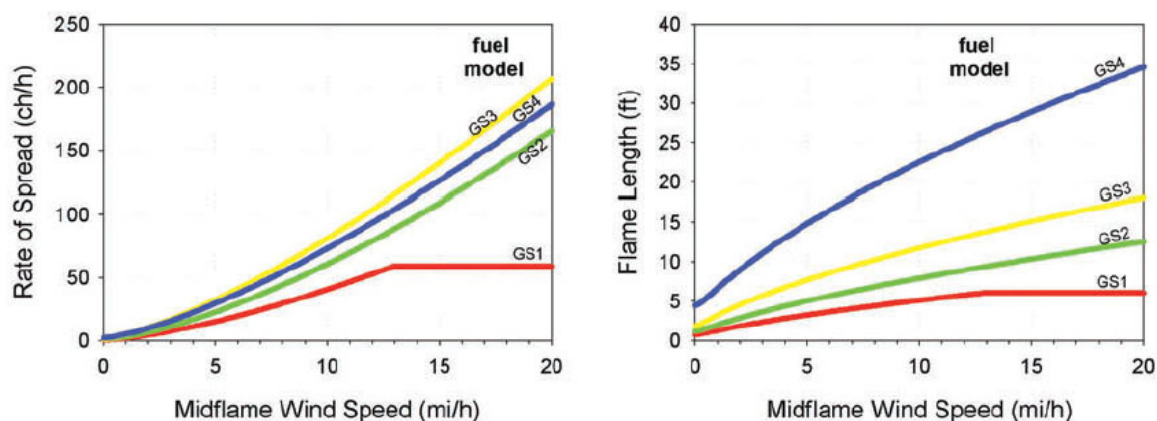 250
200
150
100
50
0
Rate of Spread (ch/h)
fuel
model
GS3
GS4
GS2
GS1
0 5 10 15 20
Midflame Wind Speed (mi/h)
40
35
30
25
20
15
10
5
0
Flame Length (ft)
fuel
model
GS4
GS3
GS2
GS1
0 5 10 15 20
Midflame Wind Speed (mi/h)